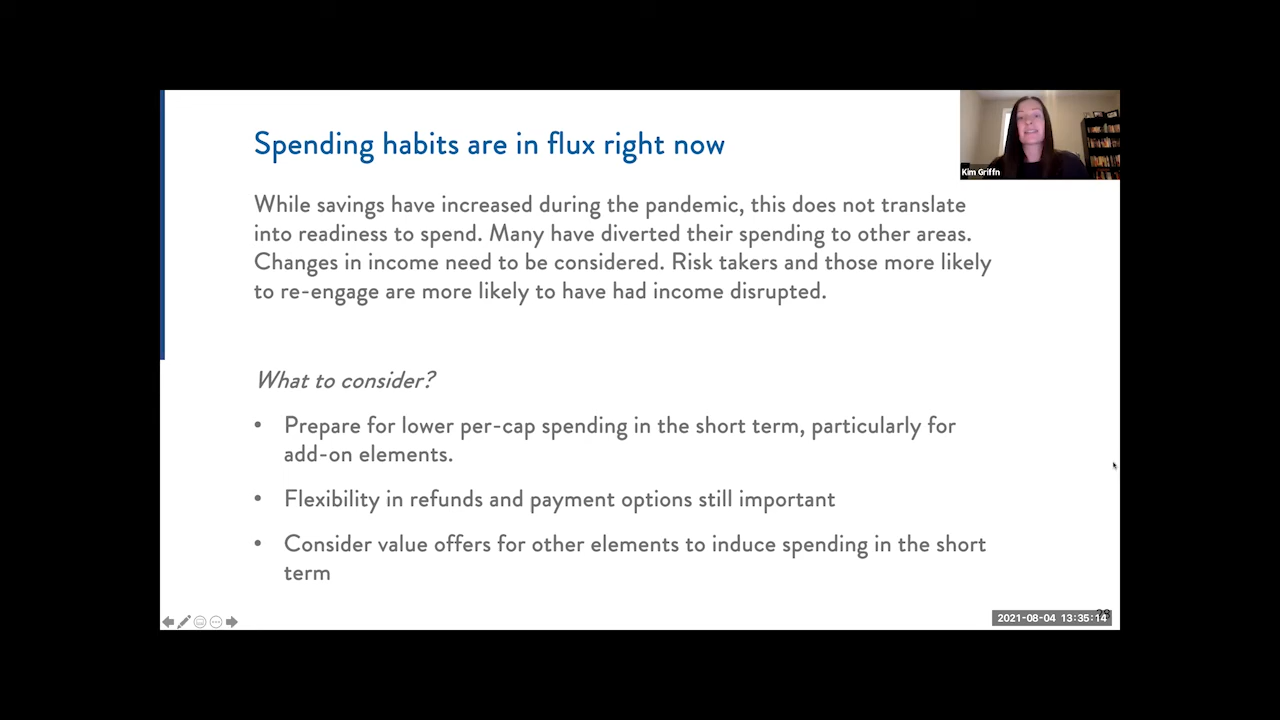 Spending habits are in flux right now
Kim Griffn
While savings have increased during the pandemic, this does not translate
into readiness to spend. Many have diverted their spending to other areas.
Changes in income need to be considered. Risk takers and those more likely
to re-engage are more likely to have had income disrupted.
What to consider?
• Prepare for lower per-cap spending in the short term, particularly for
add-on elements.
• Flexibility in refunds and payment options still important
• Consider value offers for other elements to induce spending in the short
term
2021-08-04 13:35:14